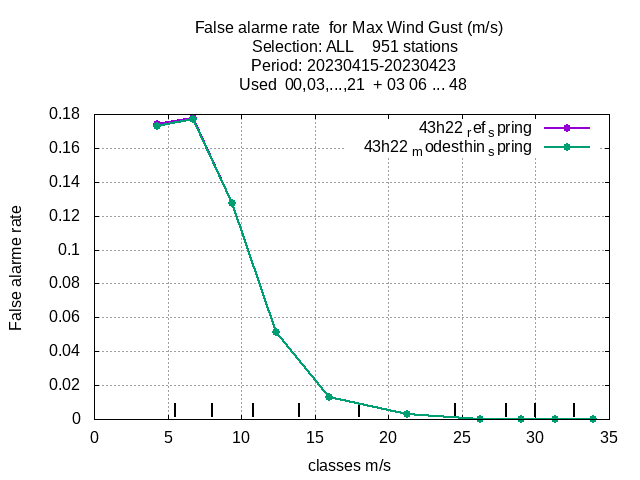 False alarme rate  for Max Wind Gust (m/s)
Selection: ALL    951 stations
Period: 20230415-20230423
Used  00,03,...,21  + 03 06 ... 48
43h22 ref spring
43h22 modesthin spring
0.18
0.16
0.14
0.12
0.1
0.08
0.06
0.04
0.02
0
False alarme rate
0 5 10 15 20 25 30 35
classes m/s